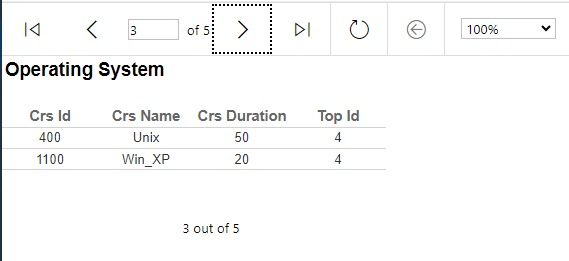 3 of 5 100%
Operating System
Crs Id Crs Name Crs Duration Top Id
400 Unix 50 4
1100 Win_XP 20 4
3 out of 5